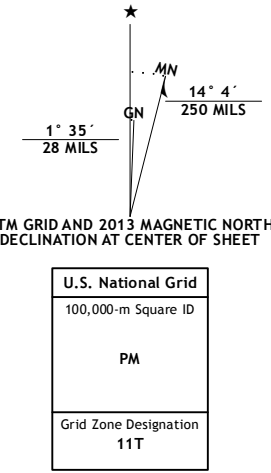 ★
MN
GN
1° 35´
28 MILS
14° 4´
250 MILS
TM GRID AND 2013 MAGNETIC NORTH
DECLINATION AT CENTER OF SHEET
U.S. National Grid
100,000-m Square ID
PM
Grid Zone Designation
11T